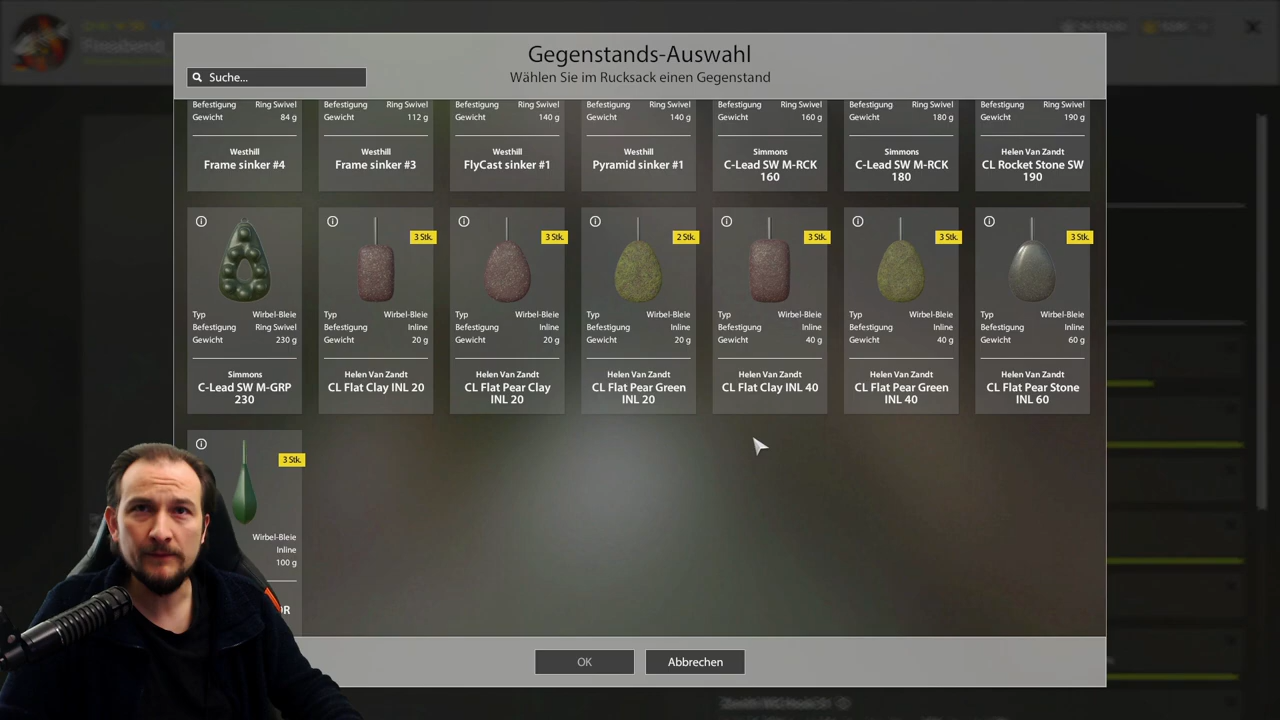 Gegenstands-Auswahl
Suche...
Wählen Sie im Rucksack einen Gegenstand
Befestigung Ring Swivel
Gewicht 84 g
Westhill
Frame sinker #4
Befestigung Ring Swivel
Gewicht 112 g
Westhill
Frame sinker #3
Befestigung Ring Swivel
Gewicht 140 g
Westhill
FlyCast sinker #1
Befestigung Ring Swivel
Gewicht 140 g
Westhill
Pyramid sinker #1
Befestigung Ring Swivel
Gewicht 160 g
Simmons
C-Lead SW M-RCK
160
Befestigung Ring Swivel
Gewicht 180 g
Simmons
C-Lead SW M-RCK
180
Befestigung Ring Swivel
Gewicht 190 g
Helen Van Zandt
CL Rocket Stone SW
190
Typ Wirbel-Bleie
Befestigung Ring Swivel
Gewicht 230 g
Simmons
C-Lead SW M-GRP
230
3 Stk.
Typ Wirbel-Bleie
Befestigung Inline
Gewicht 20 g
Helen Van Zandt
CL Flat Clay INL 20
3 Stk.
Typ Wirbel-Bleie
Befestigung Inline
Gewicht 20 g
Helen Van Zandt
CL Flat Pear Clay
INL 20
2 Stk.
Typ Wirbel-Bleie
Befestigung Inline
Gewicht 20 g
Helen Van Zandt
CL Flat Pear Green
INL 20
3 Stk.
Typ Wirbel-Bleie
Befestigung Inline
Gewicht 40 g
Helen Van Zandt
CL Flat Clay INL 40
3 Stk.
Typ Wirbel-Bleie
Befestigung Inline
Gewicht 40 g
Helen Van Zandt
CL Flat Pear Green
INL 40
3 Stk.
Typ Wirbel-Bleie
Befestigung Inline
Gewicht 60 g
Helen Van Zandt
CL Flat Pear Stone
INL 60
3 Stk.
Wirbel-Bleie
Inline
100 g
OK
Abbrechen